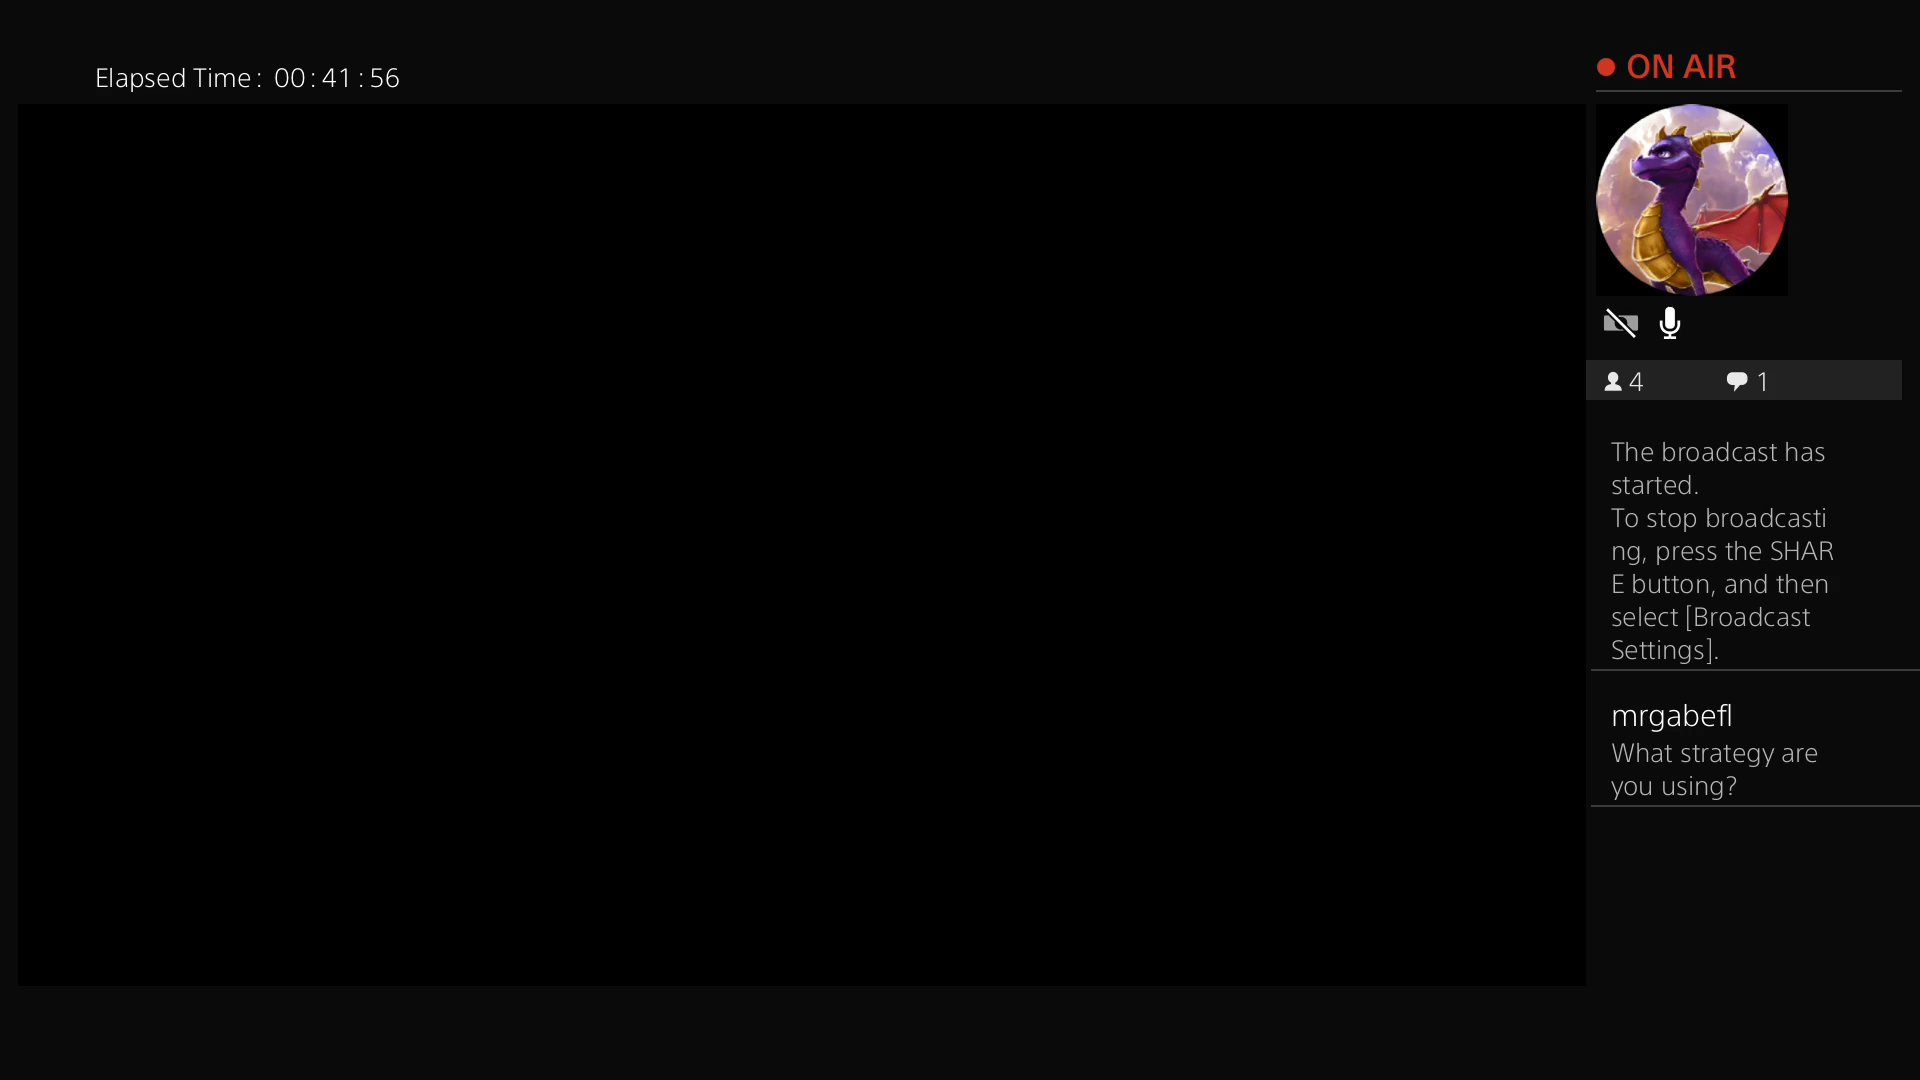 Elapsed Time: 00:41:56
ON AIR
4
1
The broadcast has
started.
To stop broadcasti
ng, press the SHAR
E button, and then
select [Broadcast
Settings].
mrgabefl
What strategy are
you using?